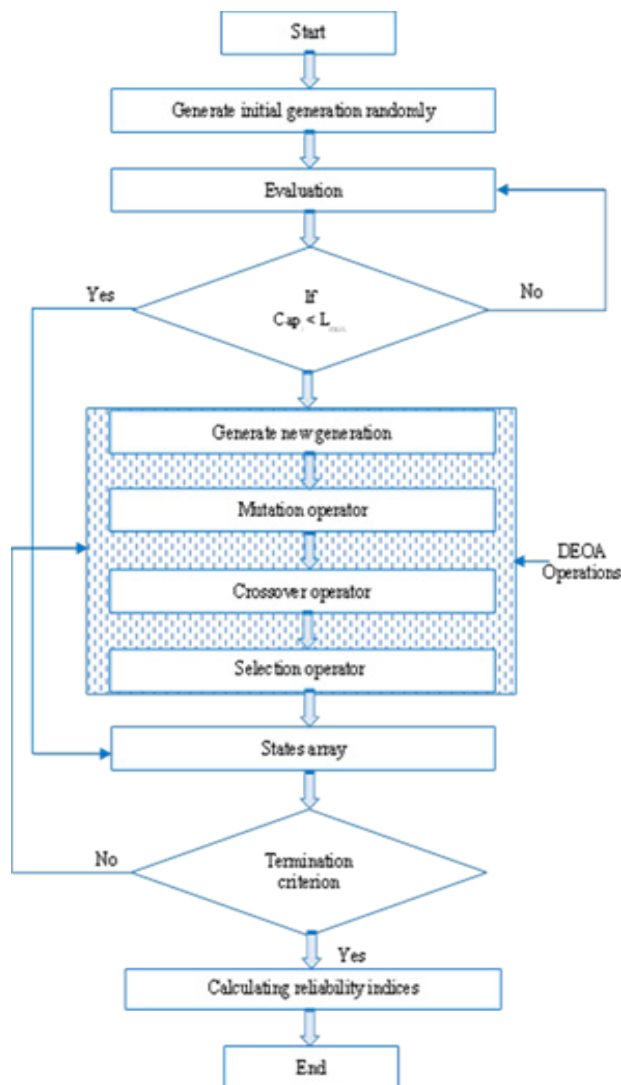 Start
Generate initial generation randomly
Evaluation
Yes
If
No
Cap < L
Generate new generation
Mutation operator
DEOA
Operations
Crossover operator
Selection operator
States array
No
Termination
criterion
Yes
Calculating reliability indices
End